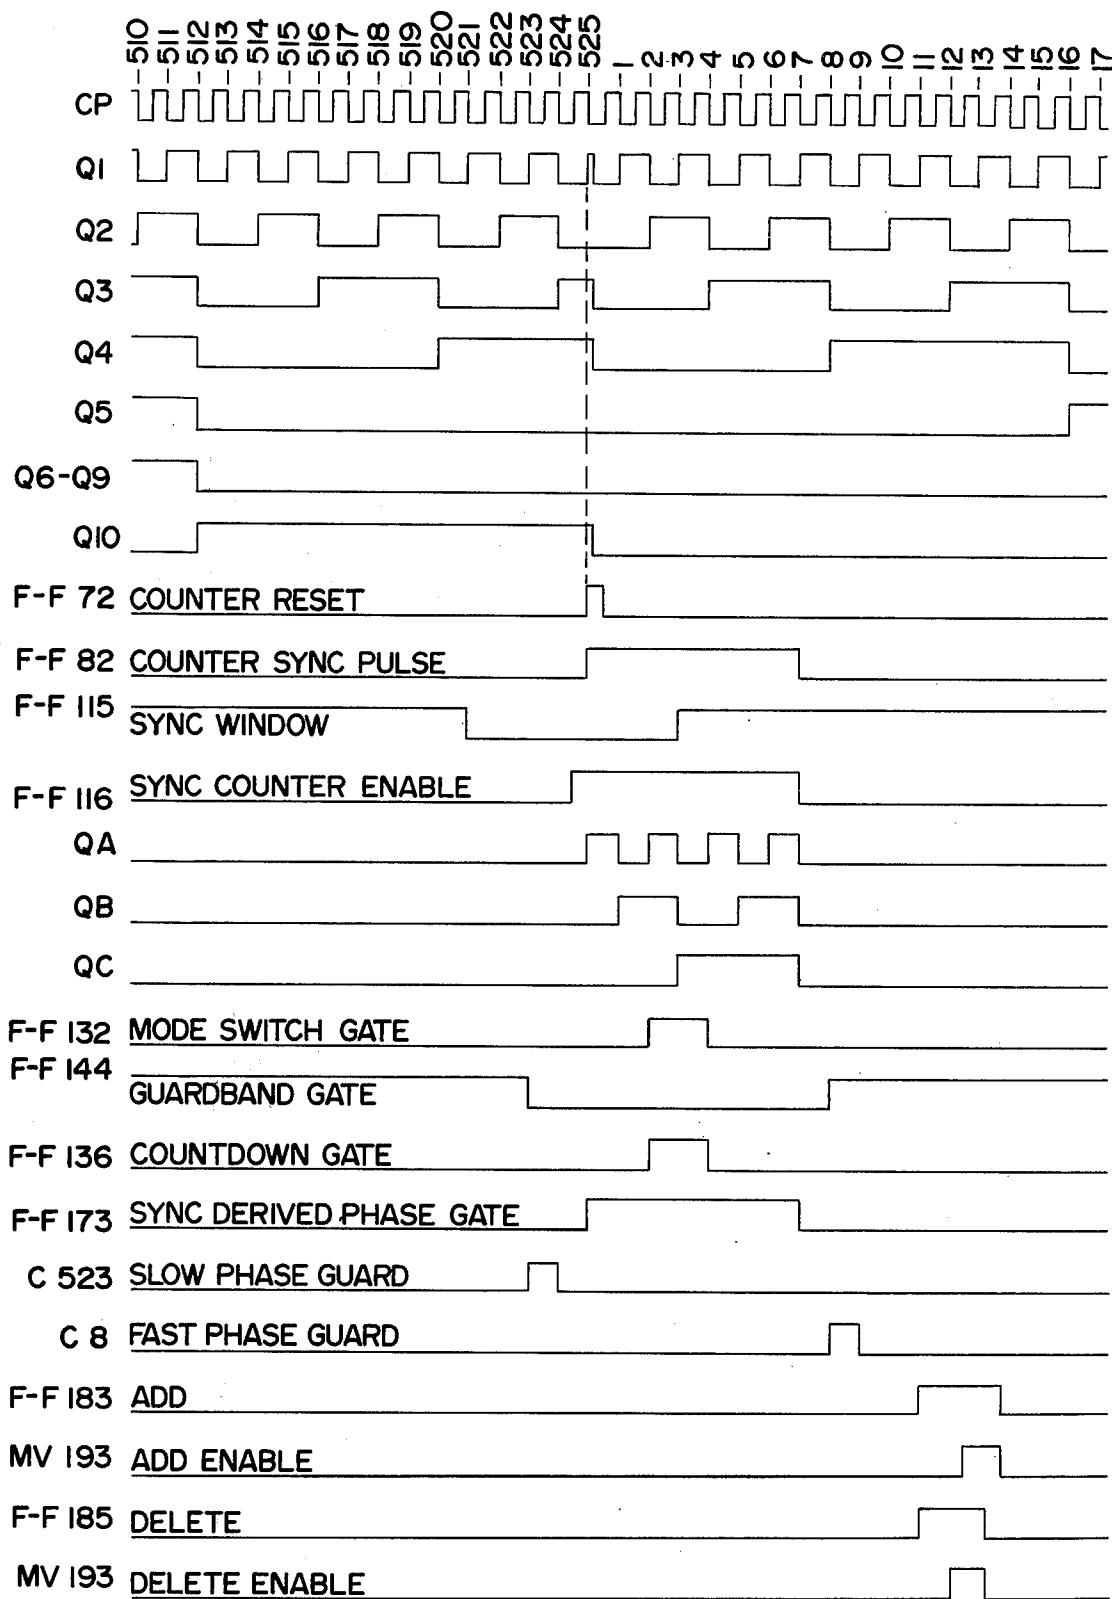 510 511 512 513 514 515 516 517 518 519 520 521 522 523 524 525 1 2 3 4 5 6 7 8 9 10 11 12 13 14 15 16 17
CP
Q1
Q2
Q3
Q4
Q5
Q6-Q9
Q10
F-F 72 COUNTER RESET
F-F 82 COUNTER SYNC PULSE
F-F 115 SYNC WINDOW
F-F 116 SYNC COUNTER ENABLE
QA
QB
QC
F-F 132 MODE SWITCH GATE
F-F 144 GUARDBAND GATE
F-F 136 COUNTDOWN GATE
F-F 173 SYNC DERIVED PHASE GATE
C 523 SLOW PHASE GUARD
C 8 FAST PHASE GUARD
F-F 183 ADD
MV 193 ADD ENABLE
F-F 185 DELETE
MV 193 DELETE ENABLE